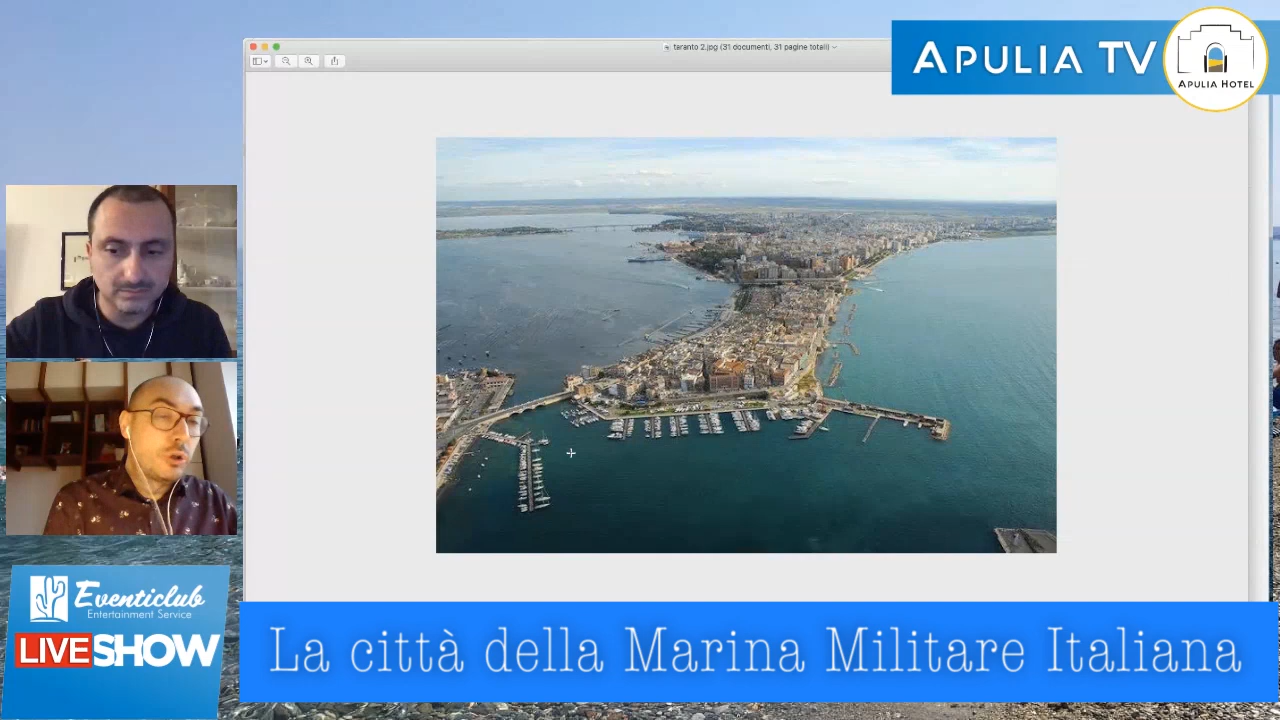 taranto 2.jpg (31 documenti, 31 pagine totali)
APULIA TV
APULIA HOTEL
Eventiclub
Entertainment Service
LIVE SHOW
La città della Marina Militare Italiana